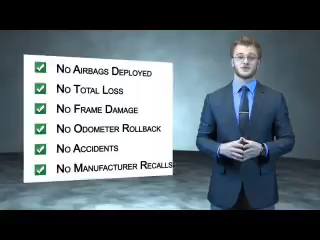 No Airbags Deployed
No Total Loss
No Frame Damage
No Odometer Rollback
No Accidents
No Manufacturer Recalls